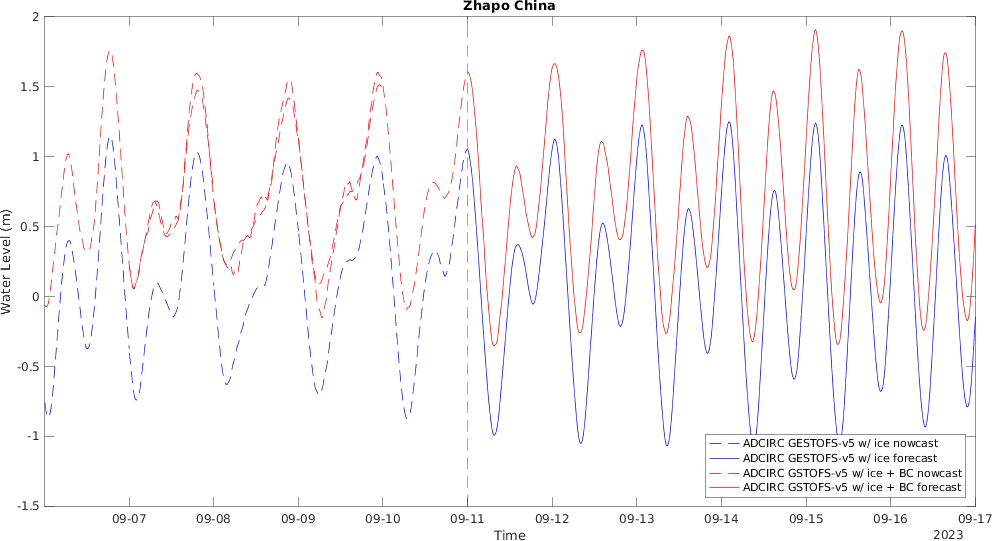 Zhapo China
2
1.5
1
0.5
0
-0.5
-1
-1.5
Water Level (m)
ADCIRC GESTOFS-v5 w/ ice nowcast
ADCIRC GESTOFS-v5 w/ ice forecast
ADCIRC GSTOFS-v5 w/ ice + BC nowcast
ADCIRC GSTOFS-v5 w/ ice + BC forecast
09-07 09-08 09-09 09-10 09-11 09-12 09-13 09-14 09-15 09-16 09-17
Time
2023